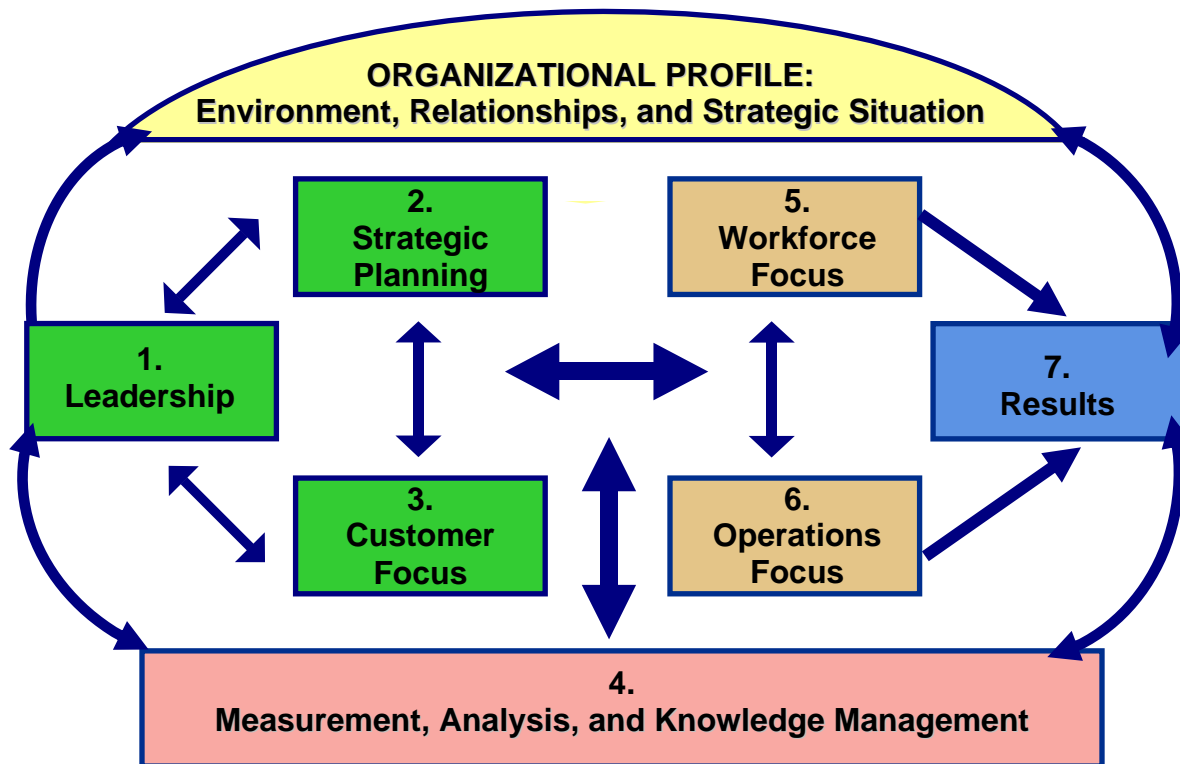 ORGANIZATIONAL PROFILE:
Environment, Relationships, and Strategic Situation
2.
Strategic
Planning
5.
Workforce
Focus
1.
Leadership
7.
Results
3.
Customer
Focus
6.
Operations
Focus
4.
Measurement, Analysis, and Knowledge Management